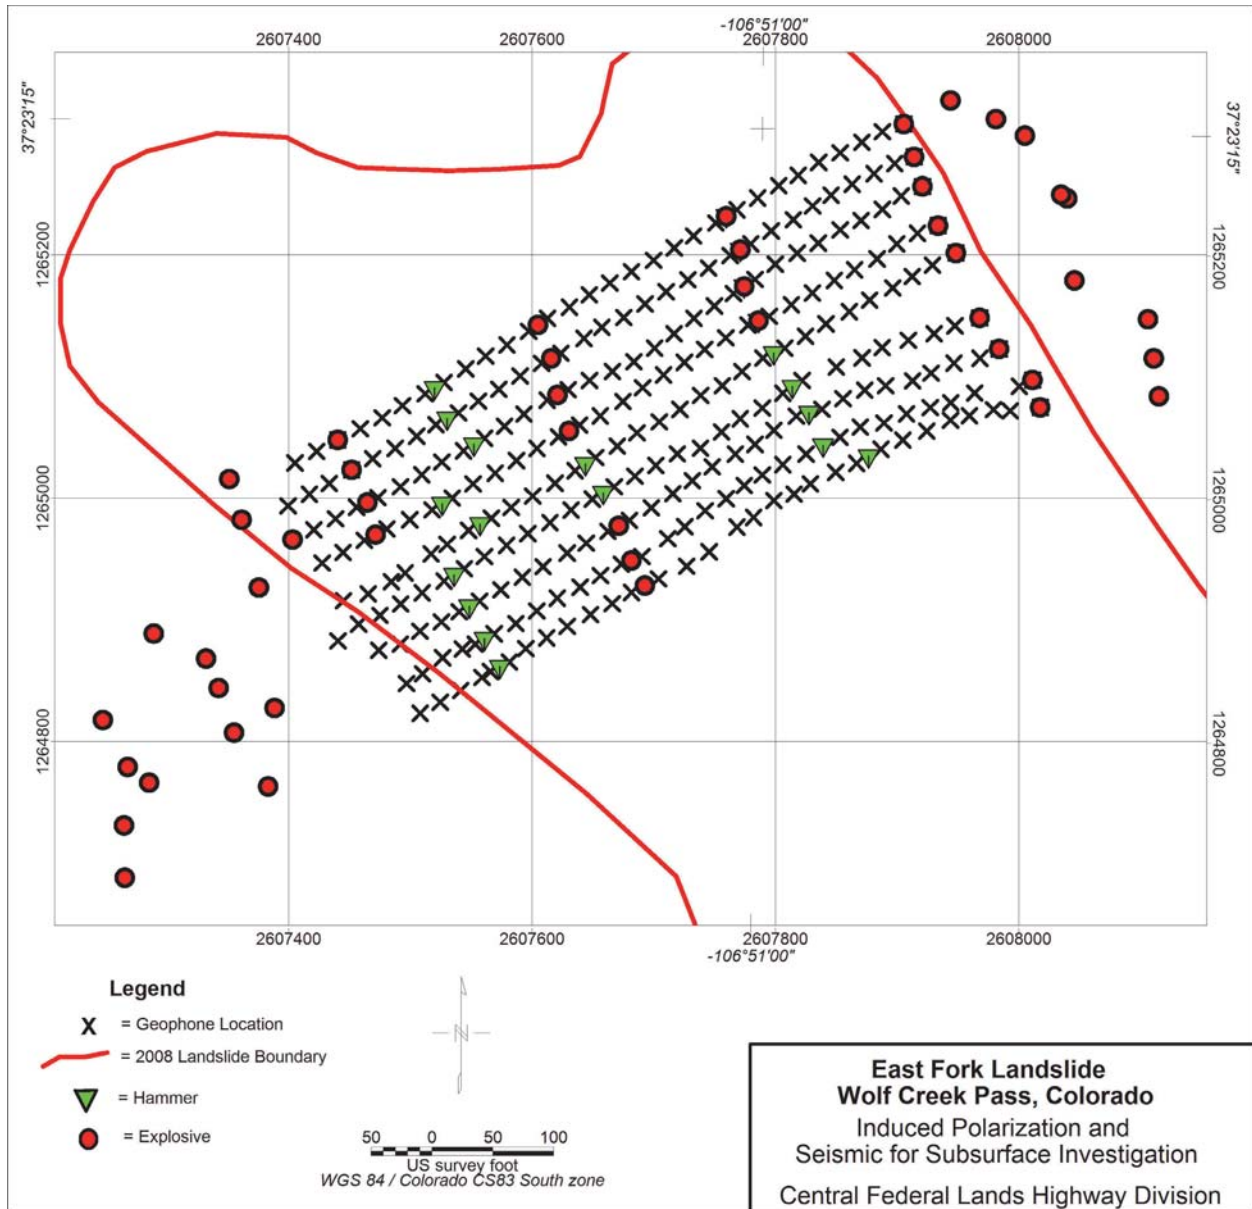 -106°51'00"
2607400 2607600 2607800 2608000
37°23'15" 37°23'15"
1265200 1265200
1265000 1265000
1264800 1264800
2607400 2607600 2607800 2608000
-106°51'00"
Legend
X = Geophone Location
= 2008 Landslide Boundary
= Hammer
= Explosive
N
50 0 50 100
US survey foot
WGS 84 / Colorado CS83 South zone
East Fork Landslide
Wolf Creek Pass, Colorado
Induced Polarization and
Seismic for Subsurface Investigation
Central Federal Lands Highway Division